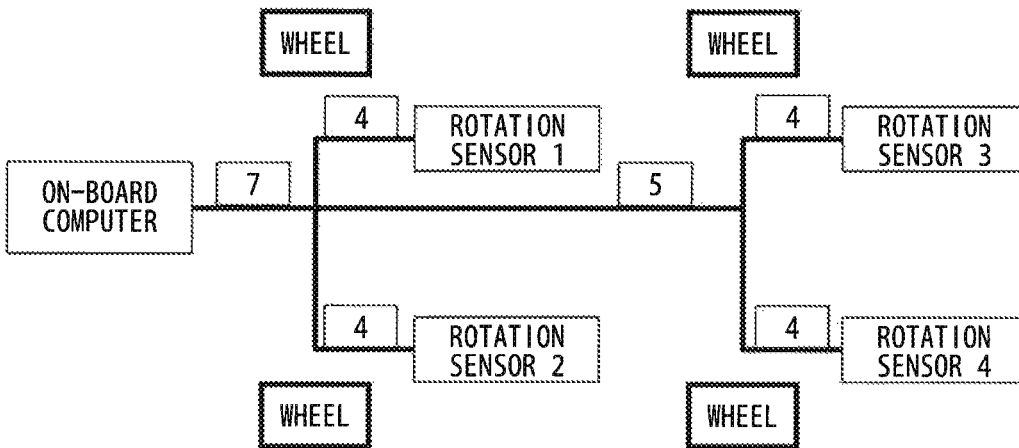 WHEEL
WHEEL
4
ROTATION
SENSOR 1
4
ROTATION
SENSOR 3
ON-BOARD
COMPUTER
7
5
4
ROTATION
SENSOR 2
4
ROTATION
SENSOR 4
WHEEL
WHEEL